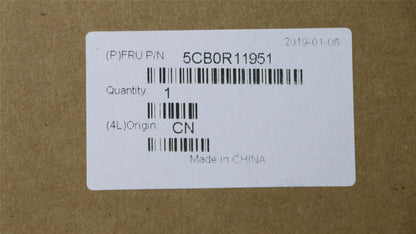 2019-01-06
(P)FRU P/N: 5CB0R11951
Quantity: 1
(4L)Origin: CN
Made in CHINA